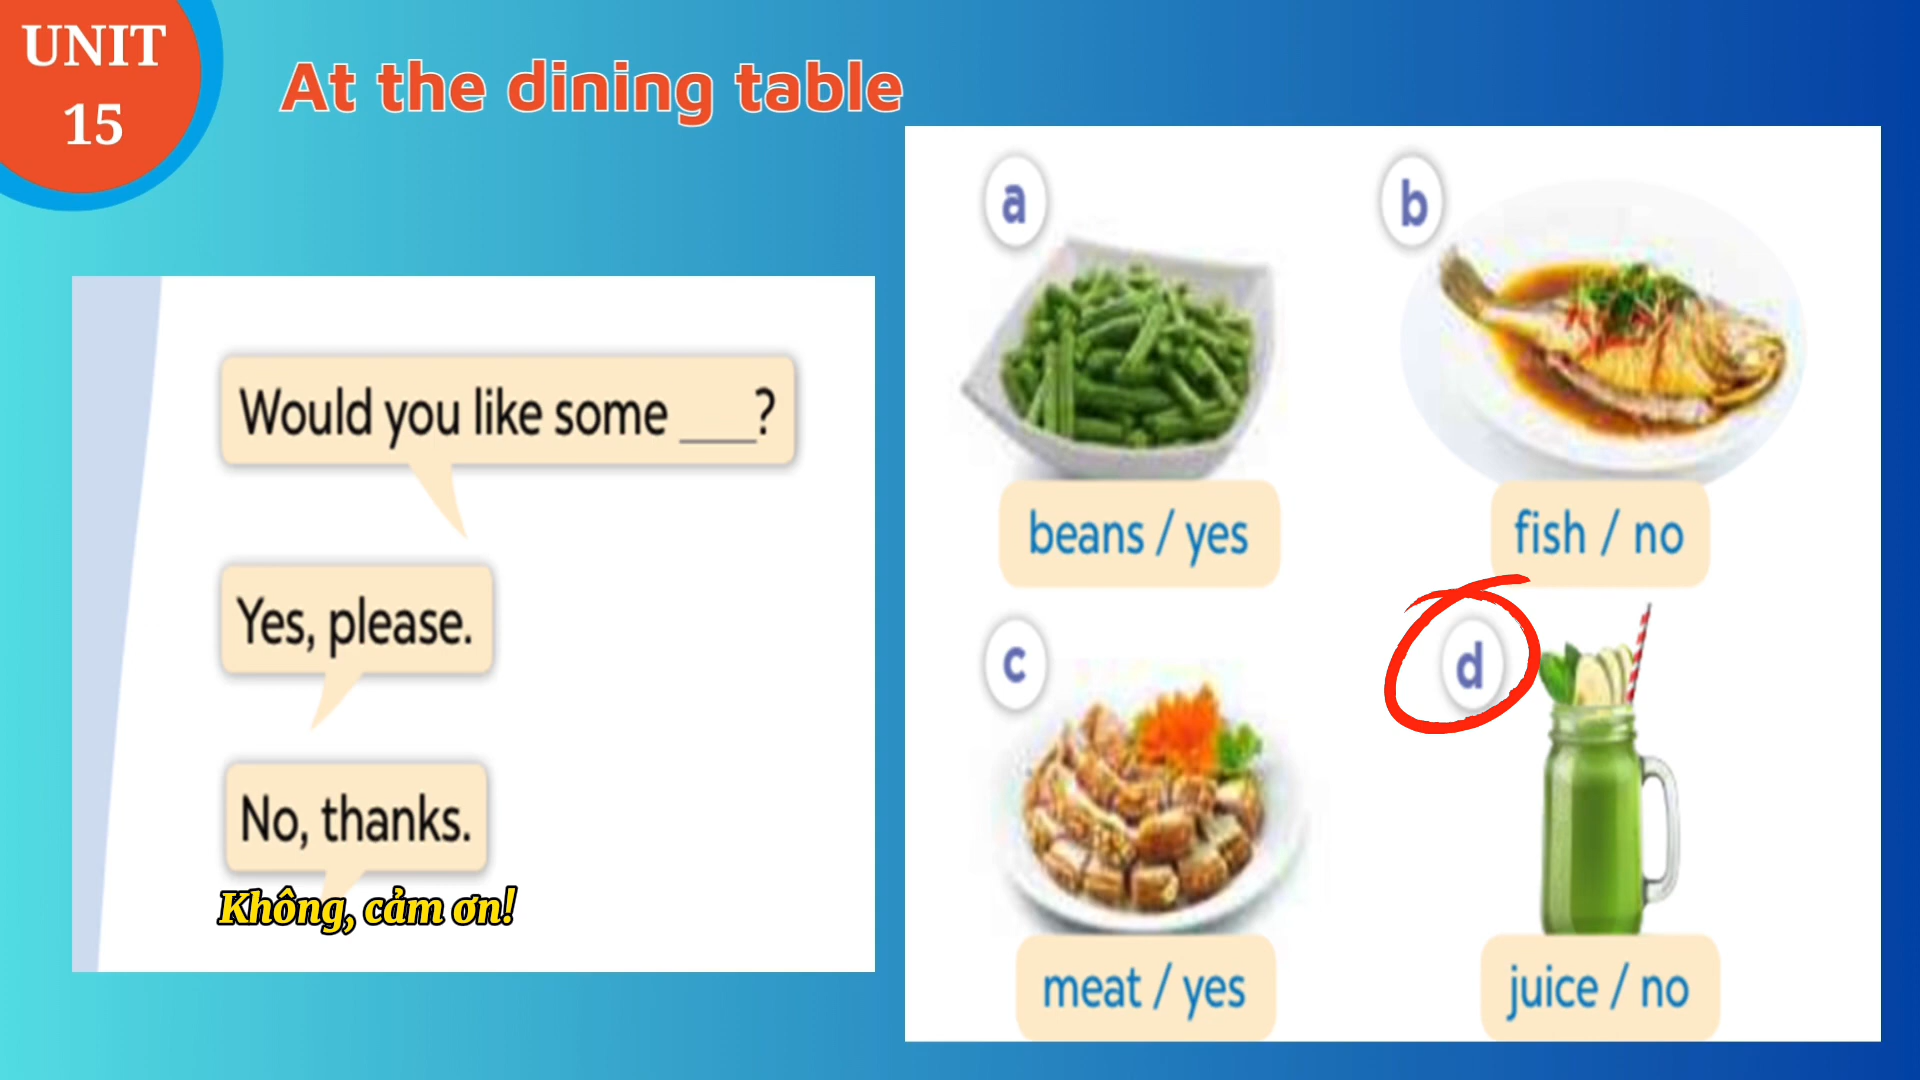 UNIT
15
At the dining table
Would you like some ____?
Yes, please.
No, thanks.
Không, cảm ơn!
a
b
beans / yes
fish / no
c
d
meat / yes
juice / no